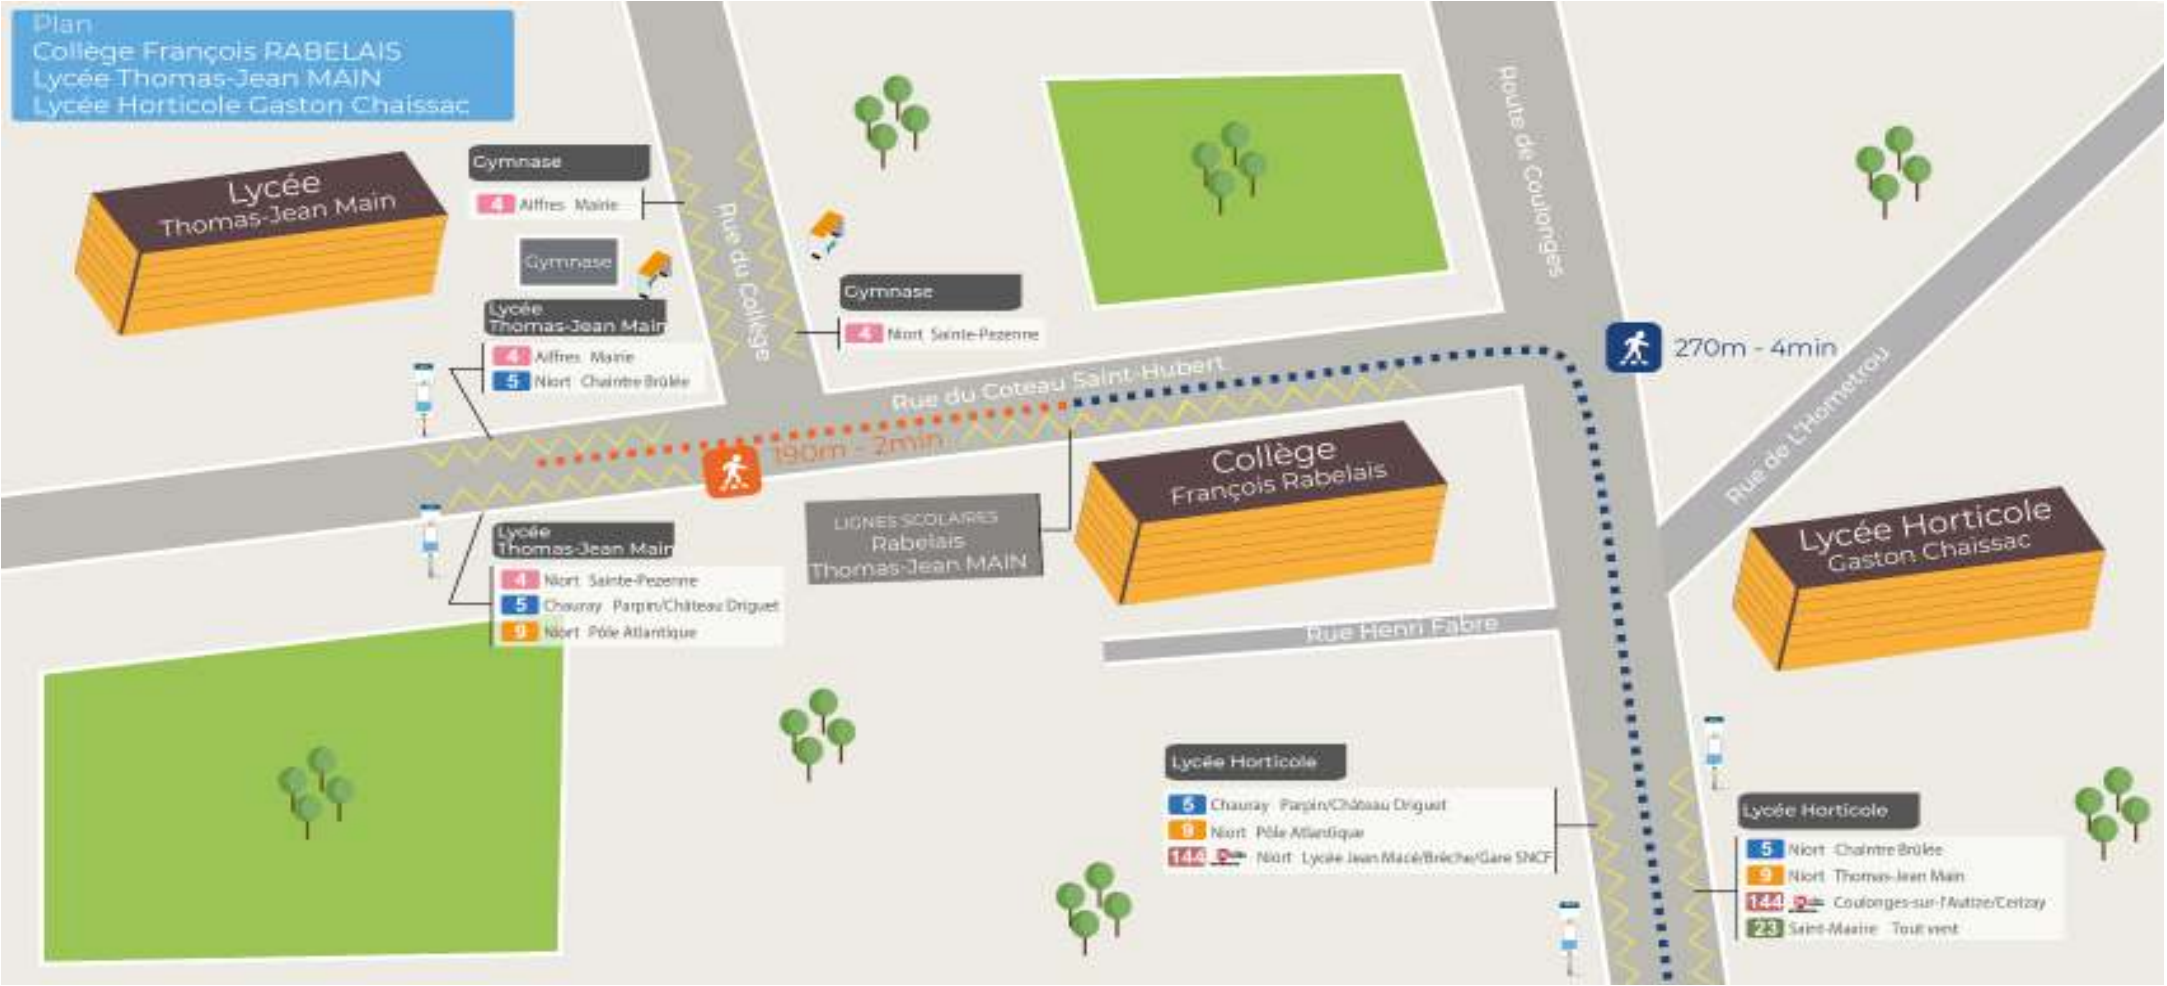 Plan
Collège François RABELAIS
Lycée Thomas-Jean MAIN
Lycée Horticole Gaston Chaissac
Lycée
Thomas-Jean Main
Gymnase
4 Aiffres Mairie
Gymnase
Lycée
Thomas-Jean Main
4 Aiffres Mairie
5 Niort Chaintre Brûlée
Rue du Collège
Gymnase
4 Niort Sainte-Pezenne
Route de Coulonges
270m - 4min
Rue de L'Hometrou
Rue du Coteau Saint-Hubert
190m - 2min
Collège
François Rabelais
LIGNES SCOLAIRES
Rabelais
Thomas-Jean MAIN
Lycée
Thomas-Jean Main
4 Niort Sainte-Pezenne
5 Chauray Parpin/Château Driguet
9 Niort Pôle Atlantique
Lycée Horticole
Gaston Chaissac
Rue Henri Fabre
Lycée Horticole
5 Chauray Parpin/Château Driguet
9 Niort Pôle Atlantique
144 Niort Lycée Jean Macé/Brèche/Gare SNCF
Lycée Horticole
5 Niort Chaintre Brûlée
9 Niort Thomas-Jean Main
144 Coulonges-sur-l'Autize/Cerizay
23 Saint-Maxire Tout vent